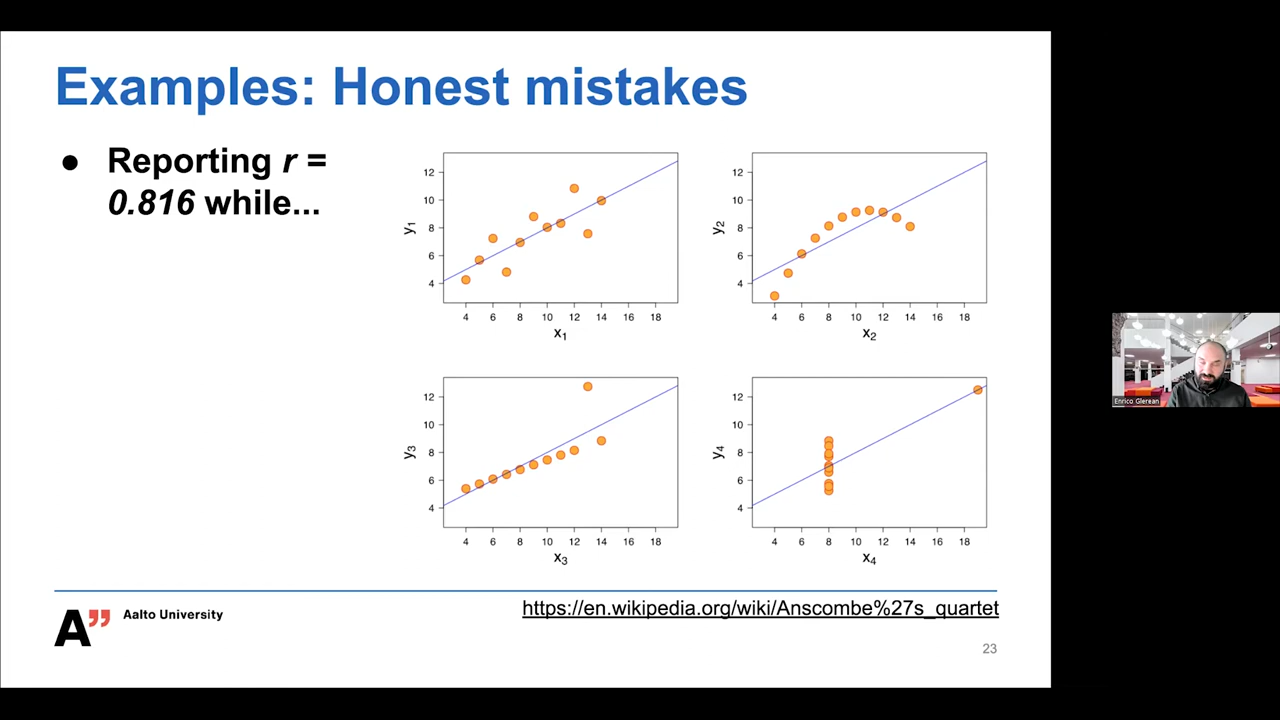 Examples: Honest mistakes
● Reporting r =
0.816 while...
12
10
8
6
4
y1
4 6 8 10 12 14 16 18
x1
12
10
8
6
4
y2
4 6 8 10 12 14 16 18
x2
12
10
8
6
4
y3
4 6 8 10 12 14 16 18
x3
12
10
8
6
4
y4
4 6 8 10 12 14 16 18
x4
https://en.wikipedia.org/wiki/Anscombe%27s_quartet
A”
Aalto University
23
Enrico Glerean